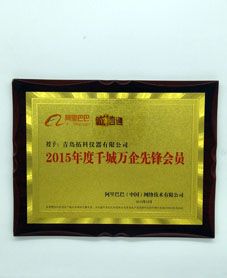 阿里巴巴 诚信通
授予：青岛拓科仪器有限公司
2015年度千城万企先锋会员
阿里巴巴（中国）网络技术有限公司